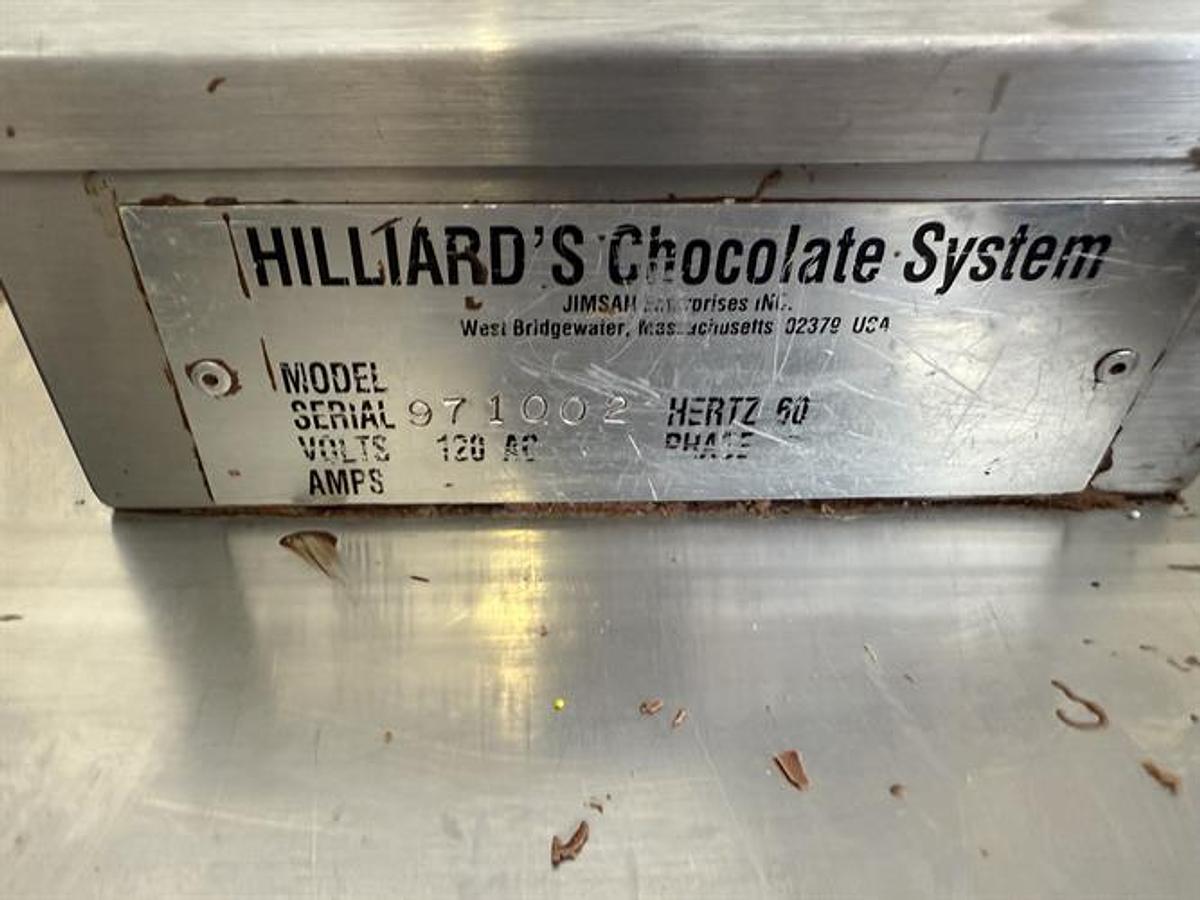 HILLIARD'S Chocolate System
JIMSAH Enterprises INC.
West Bridgewater, Massachusetts 02379 USA
MODEL
SERIAL 971002 HERTZ 60
VOLTS 120 AC PHASE
AMPS